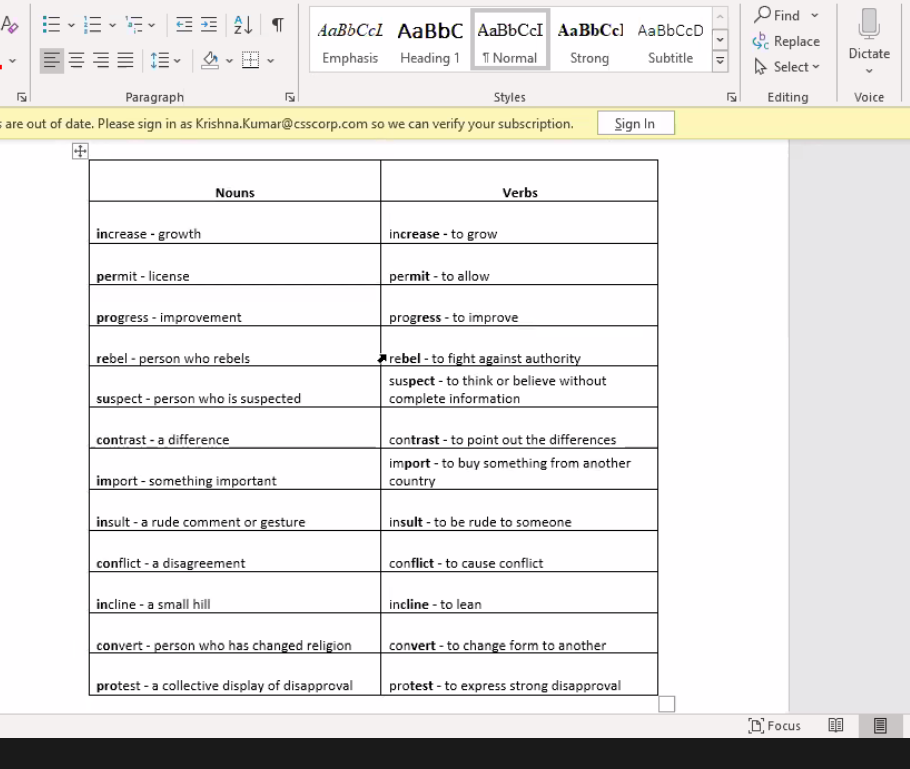 AaBbCcI AaBbC AaBbCcI AaBbCcI AaBbCcD
Emphasis Heading 1 ¶ Normal Strong Subtitle
Find
Replace
Select
Dictate
Paragraph Styles Editing Voice
are out of date. Please sign in as Krishna.Kumar@csscorp.com so we can verify your subscription. Sign In
Nouns Verbs
increase - growth increase - to grow
permit - license permit - to allow
progress - improvement progress - to improve
rebel - person who rebels rebel - to fight against authority
suspect - person who is suspected suspect - to think or believe without
complete information
contrast - a difference contrast - to point out the differences
import - something important import - to buy something from another
country
insult - a rude comment or gesture insult - to be rude to someone
conflict - a disagreement conflict - to cause conflict
incline - a small hill incline - to lean
convert - person who has changed religion convert - to change form to another
protest - a collective display of disapproval protest - to express strong disapproval
Focus